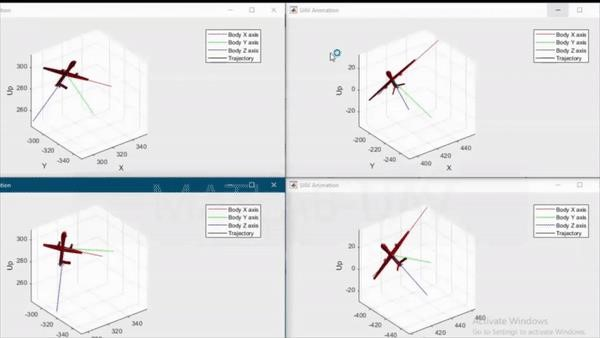 ation
UAV Animation
Body X axis
Body Y axis
Body Z axis
Trajectory
300
280
260
Up
-300
-320
-340
Y
300
320
340
X
Body X axis
Body Y axis
Body Z axis
Trajectory
20
0
-20
Up
-200
-220
-240
Y
400
420
440
X
ation
UAV Animation
Body X axis
Body Y axis
Body Z axis
Trajectory
300
280
260
Up
-300
-320
-340
300
320
340
Body X axis
Body Y axis
Body Z axis
Trajectory
20
0
-20
Up
-400
-420
-440
420
440
460
Activate Windows
Go to Settings to activate Windows.